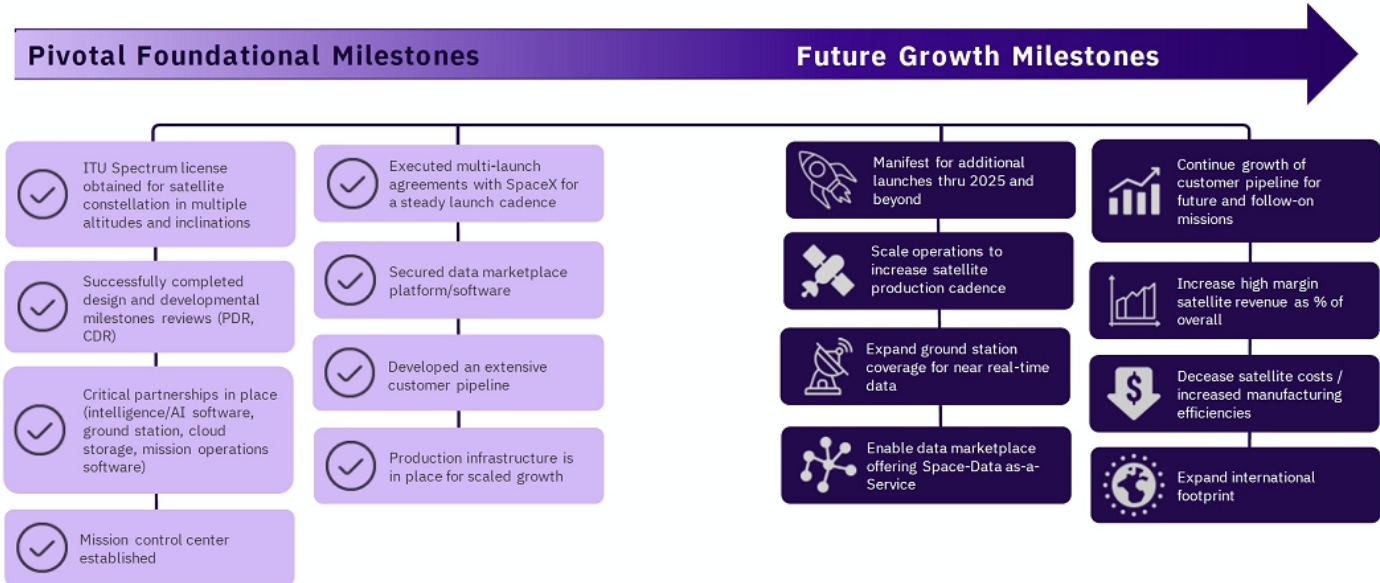 Pivotal Foundational Milestones
Future Growth Milestones
ITU Spectrum license
obtained for satellite
constellation in multiple
altitudes and inclinations
Successfully completed
design and developmental
milestones reviews (PDR,
CDR)
Critical partnerships in place
(intelligence/AI software,
ground station, cloud
storage, mission operations
software)
Mission control center
established
Executed multi-launch
agreements with SpaceX for
a steady launch cadence
Secured data marketplace
platform/software
Developed an extensive
customer pipeline
Production infrastructure is
in place for scaled growth
Manifest for additional
launches thru 2025 and
beyond
Scale operations to
increase satellite
production cadence
Expand ground station
coverage for near real-time
data
Enable data marketplace
offering Space-Data as-a-
Service
Continue growth of
customer pipeline for
future and follow-on
missions
Increase high margin
satellite revenue as % of
overall
$
Decease satellite costs /
increased manufacturing
efficiencies
Expand international
footprint